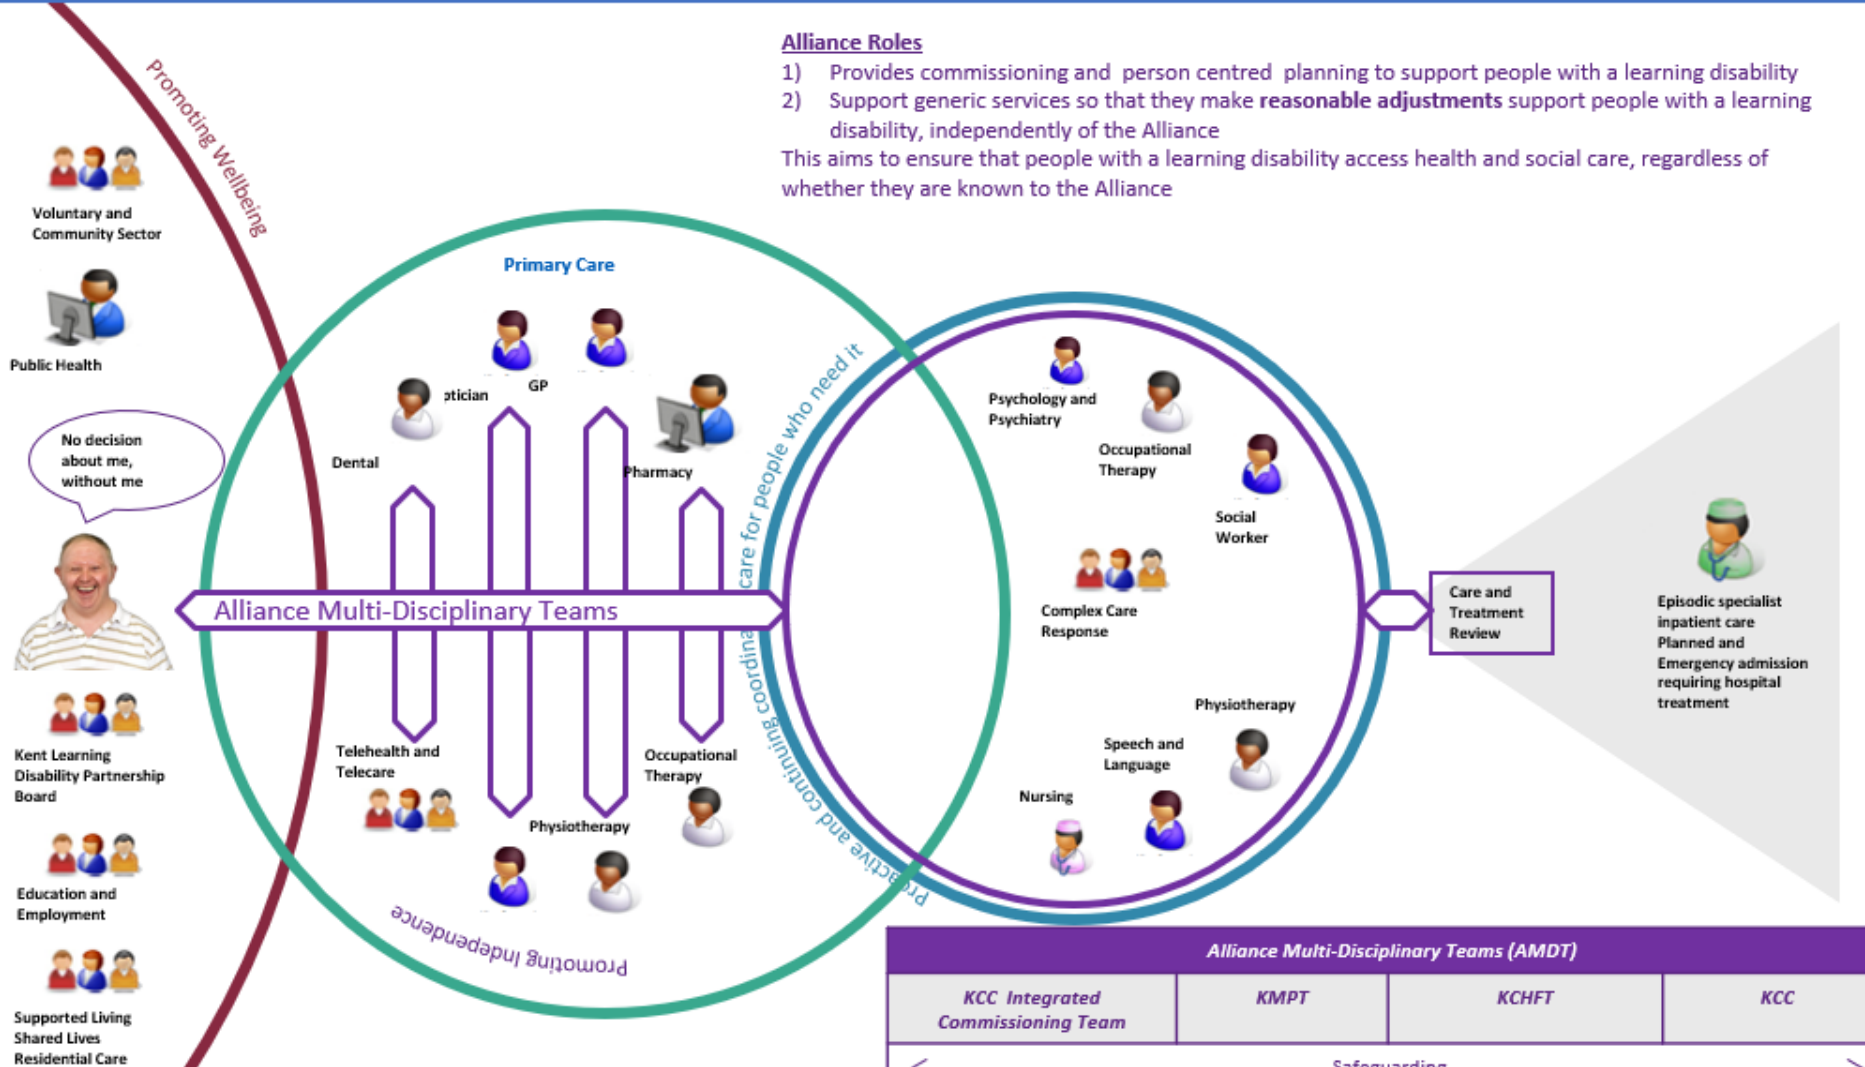 Alliance Roles
1) Provides commissioning and person centred planning to support people with a learning disability
2) Support generic services so that they make reasonable adjustments support people with a learning
disability, independently of the Alliance
This aims to ensure that people with a learning disability access health and social care, regardless of
whether they are known to the Alliance
Promoting Wellbeing
Voluntary and
Community Sector
Public Health
No decision
about me,
without me
Kent Learning
Disability Partnership
Board
Education and
Employment
Supported Living
Shared Lives
Residential Care
Primary Care
GP
ptician
Dental
Pharmacy
Alliance Multi-Disciplinary Teams
Telehealth and
Telecare
Physiotherapy
Occupational
Therapy
Promoting Independence
Proactive and continuing coordina care for people who need it
Psychology and
Psychiatry
Occupational
Therapy
Social
Worker
Complex Care
Response
Physiotherapy
Speech and
Language
Nursing
Care and
Treatment
Review
Episodic specialist
inpatient care
Planned and
Emergency admission
requiring hospital
treatment
Alliance Multi-Disciplinary Teams (AMDT)
KCC Integrated
Commissioning Team
KMPT
KCHFT
KCC
Safeguarding